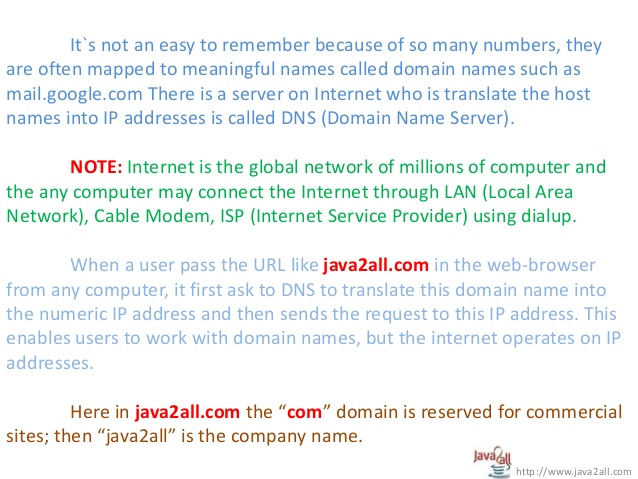 It`s not an easy to remember because of so many numbers, they
are often mapped to meaningful names called domain names such as
mail.google.com There is a server on Internet who is translate the host
names into IP addresses is called DNS (Domain Name Server).
NOTE: Internet is the global network of millions of computer and
the any computer may connect the Internet through LAN (Local Area
Network), Cable Modem, ISP (Internet Service Provider) using dialup.
When a user pass the URL like java2all.com in the web-browser
from any computer, it first ask to DNS to translate this domain name into
the numeric IP address and then sends the request to this IP address. This
enables users to work with domain names, but the internet operates on IP
addresses.
Here in java2all.com the “com” domain is reserved for commercial
sites; then “java2all” is the company name.
Java2all
http://www.java2all.com